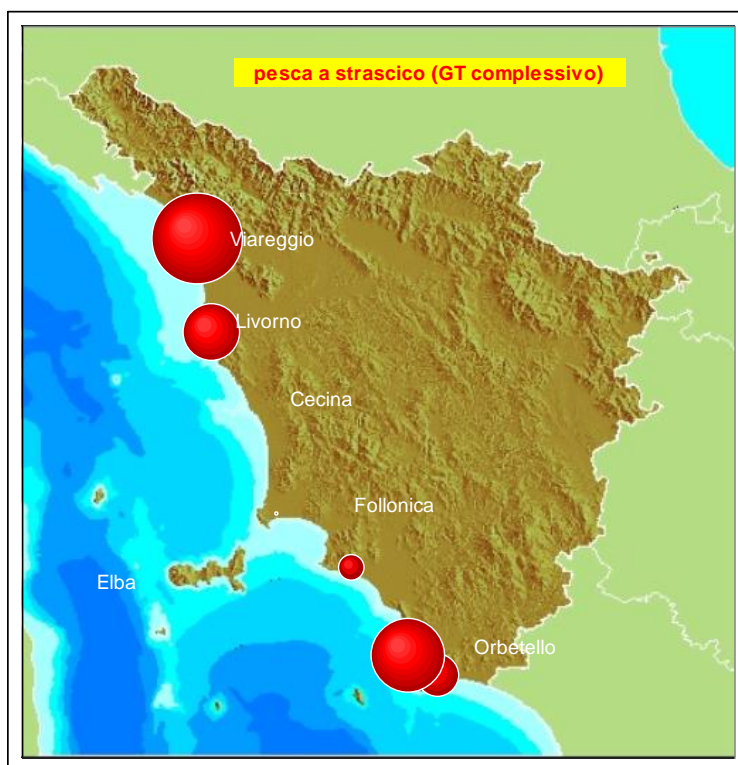 pesca a strascico (GT complessivo)
Viareggio
Livorno
Cecina
Follonica
Elba
Orbetello